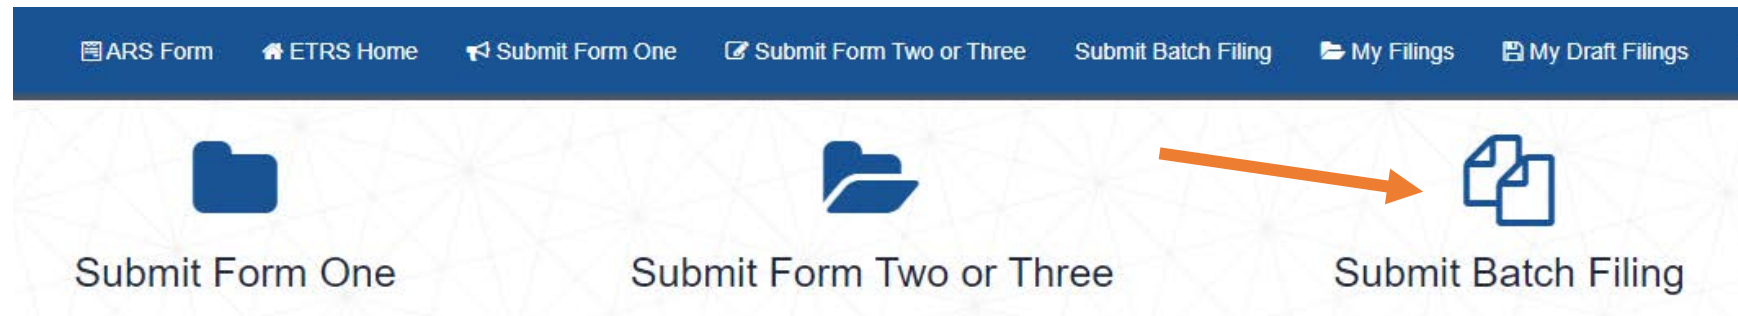 ARS Form ETRS Home Submit Form One Submit Form Two or Three Submit Batch Filing My Filings My Draft Filings
Submit Form One Submit Form Two or Three Submit Batch Filing